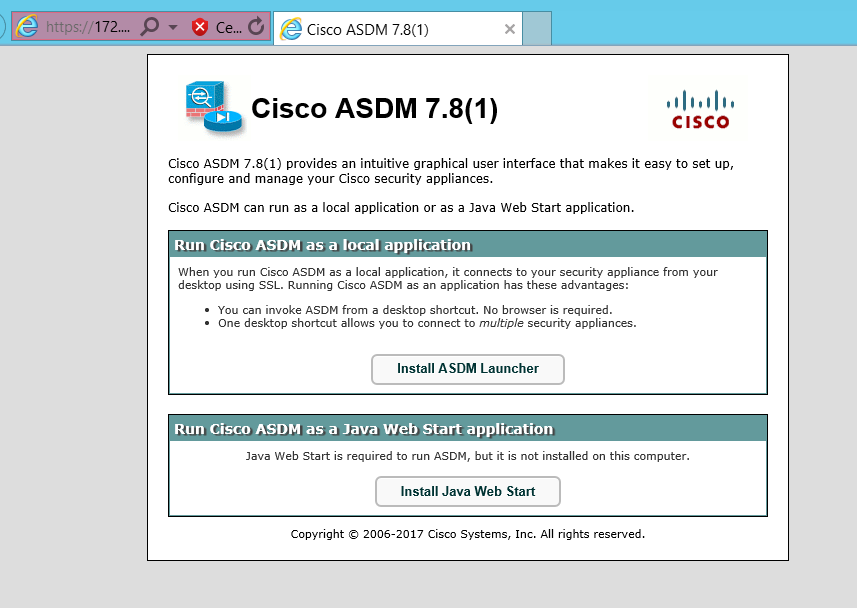 https://172.... Ce... Cisco ASDM 7.8(1)
Cisco ASDM 7.8(1)
CISCO
Cisco ASDM 7.8(1) provides an intuitive graphical user interface that makes it easy to set up,
configure and manage your Cisco security appliances.
Cisco ASDM can run as a local application or as a Java Web Start application.
Run Cisco ASDM as a local application
When you run Cisco ASDM as a local application, it connects to your security appliance from your
desktop using SSL. Running Cisco ASDM as an application has these advantages:
• You can invoke ASDM from a desktop shortcut. No browser is required.
• One desktop shortcut allows you to connect to multiple security appliances.
Install ASDM Launcher
Run Cisco ASDM as a Java Web Start application
Java Web Start is required to run ASDM, but it is not installed on this computer.
Install Java Web Start
Copyright © 2006-2017 Cisco Systems, Inc. All rights reserved.